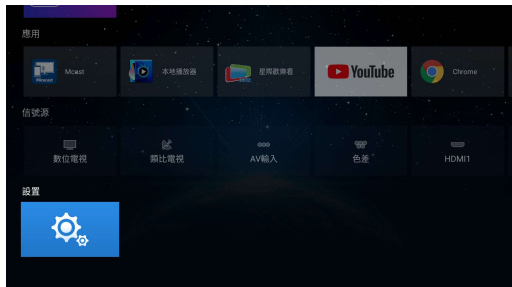 應用
Mcast
本地播放器
星際歡樂看
YouTube
Chrome
信號源
數位電視
類比電視
AV輸入
色差
HDMI1
設置